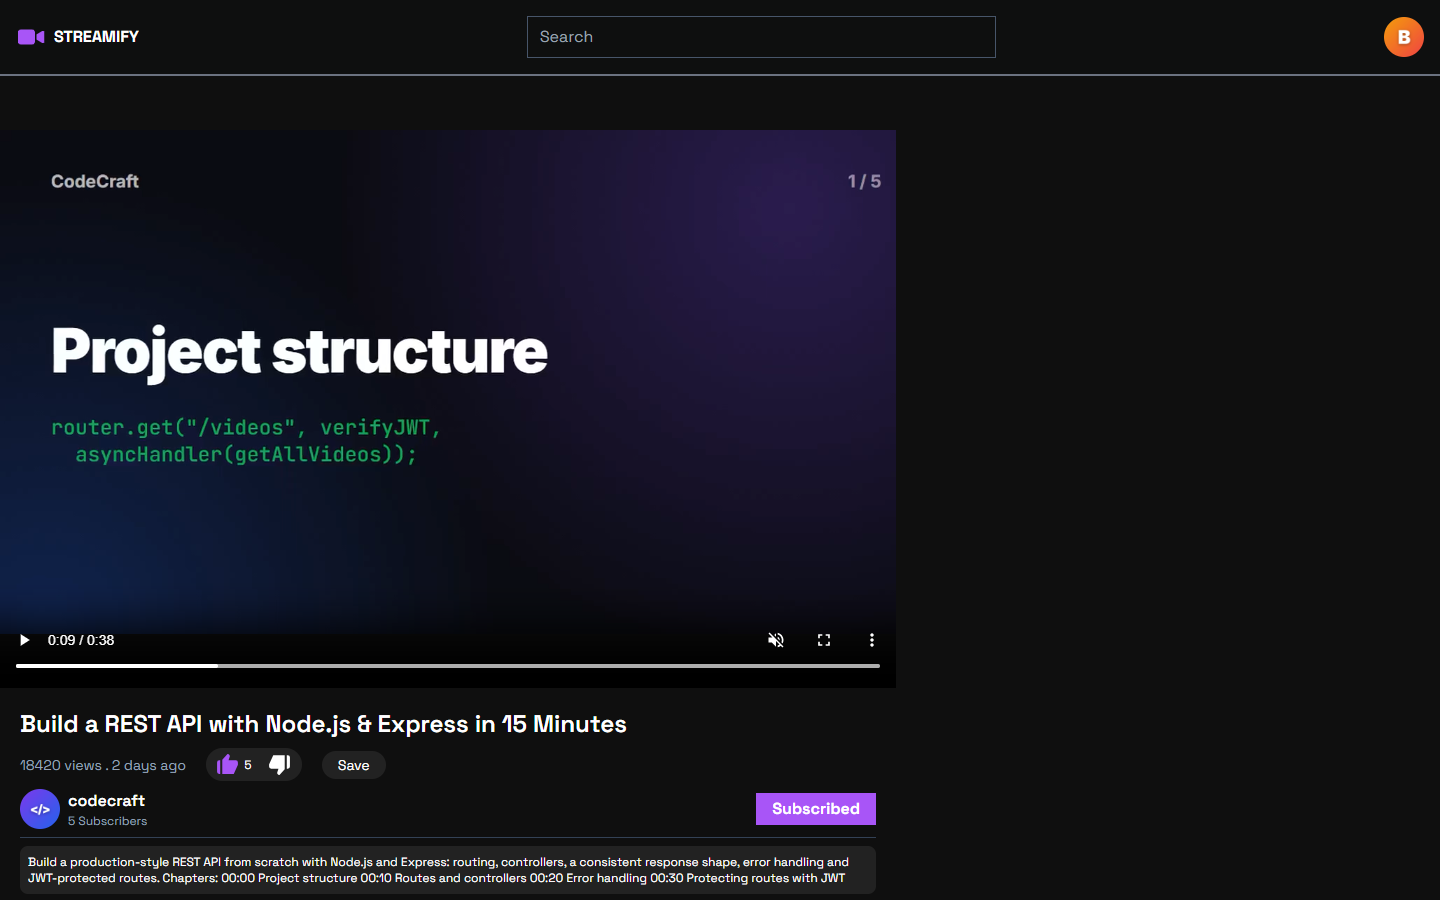 STREAMIFY
Search
B
CodeCraft
1 / 5
Project structure
router.get("/videos", verifyJWT,
asyncHandler(getAllVideos));
0:09 / 0:38
Build a REST API with Node.js & Express in 15 Minutes
18420 views . 2 days ago
5
Save
</>
codecraft
5 Subscribers
Subscribed
Build a production-style REST API from scratch with Node.js and Express: routing, controllers, a consistent response shape, error handling and
JWT-protected routes. Chapters: 00:00 Project structure 00:10 Routes and controllers 00:20 Error handling 00:30 Protecting routes with JWT